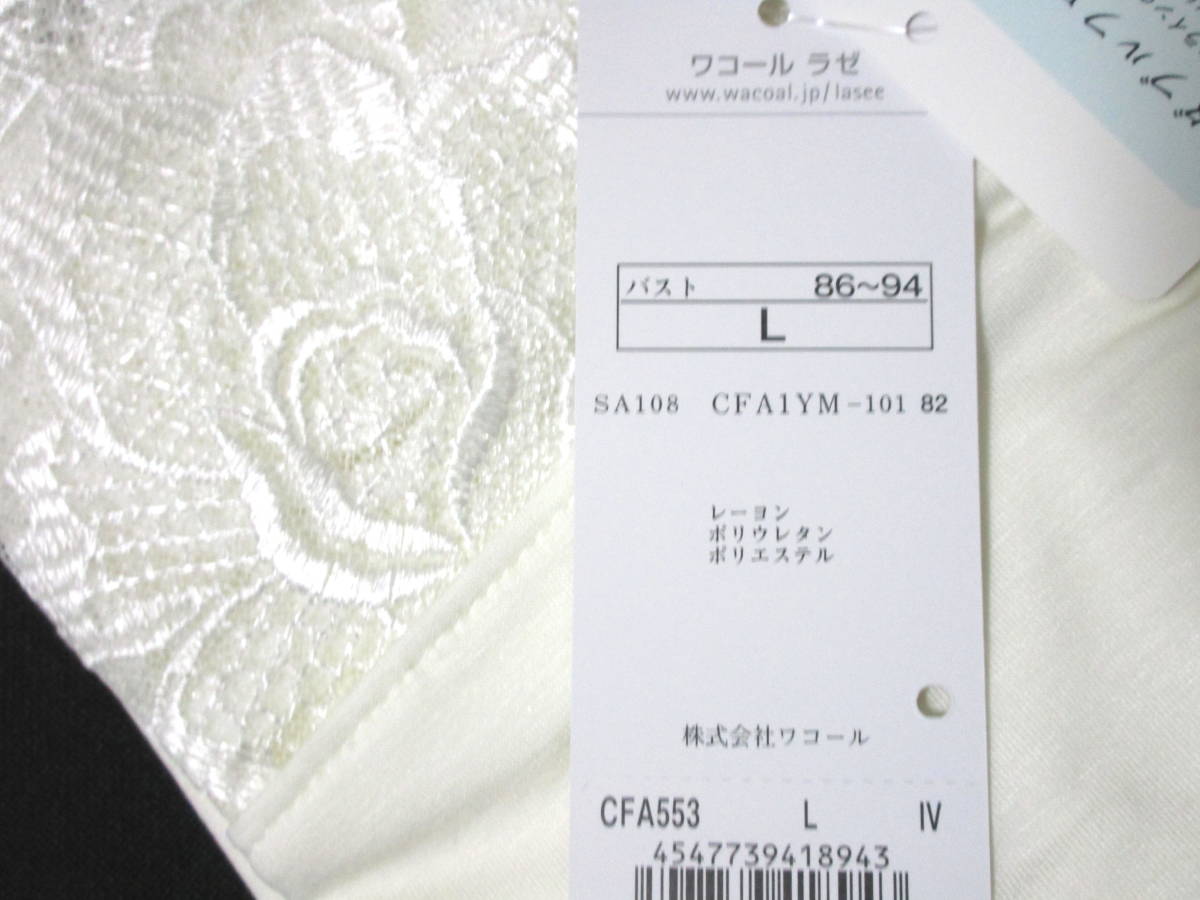 ワコール ラゼ
www.wacoal.jp/lasee
バスト 86~94
L
SA108 CFA1YM-101 82
レーヨン
ポリウレタン
ポリエステル
株式会社ワコール
CFA553 L IV
4547739418943